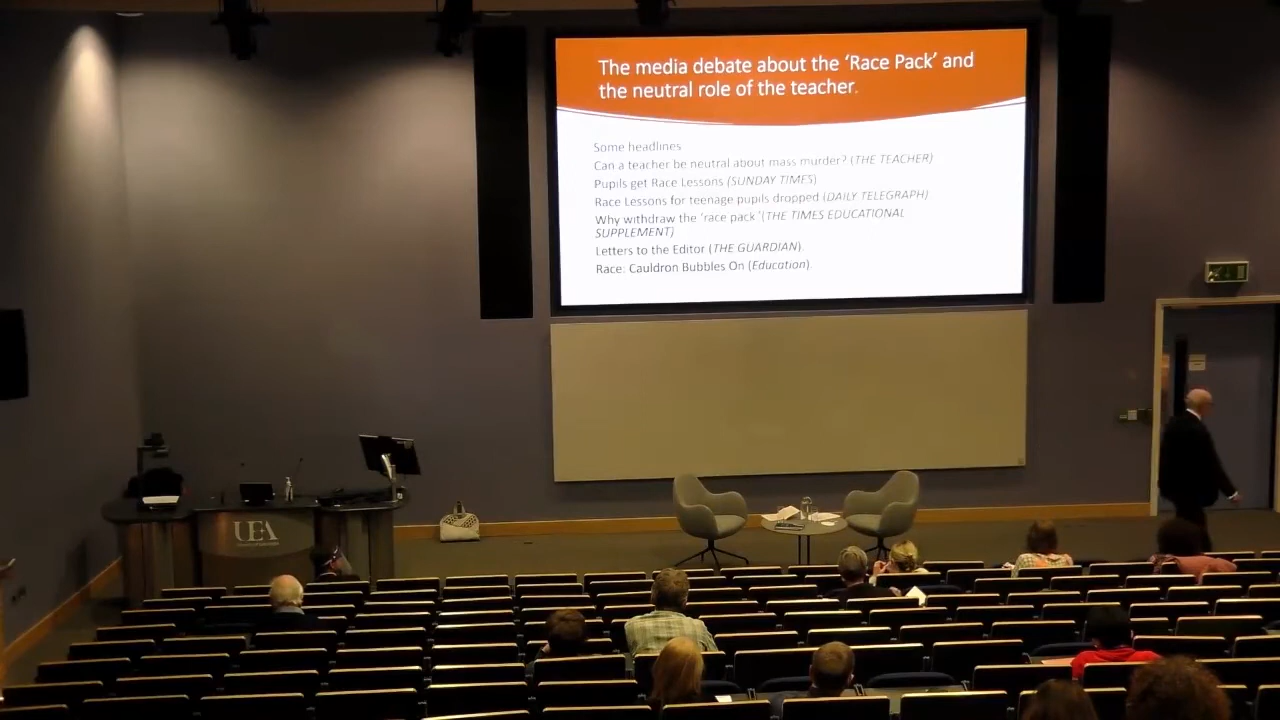 The media debate about the ‘Race Pack’ and
the neutral role of the teacher.
Some headlines
Can a teacher be neutral about mass murder? (THE TEACHER)
Pupils get Race Lessons (SUNDAY TIMES)
Race Lessons for teenage pupils dropped (DAILY TELEGRAPH)
Why withdraw the ‘race pack’(THE TIMES EDUCATIONAL
SUPPLEMENT)
Letters to the Editor (THE GUARDIAN).
Race: Cauldron Bubbles On (Education)
UEA